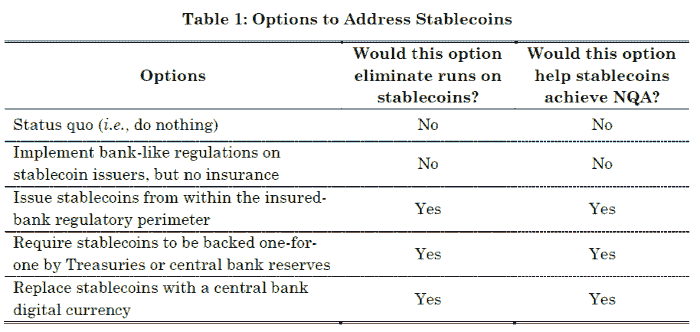 Table 1: Options to Address Stablecoins
Options
Would this option
eliminate runs on
stablecoins?
Would this option
help stablecoins
achieve NQA?
Status quo (i.e., do nothing)
No
No
Implement bank-like regulations on
stablecoin issuers, but no insurance
No
No
Issue stablecoins from within the insured-
bank regulatory perimeter
Yes
Yes
Require stablecoins to be backed one-for-
one by Treasuries or central bank reserves
Yes
Yes
Replace stablecoins with a central bank
digital currency
Yes
Yes